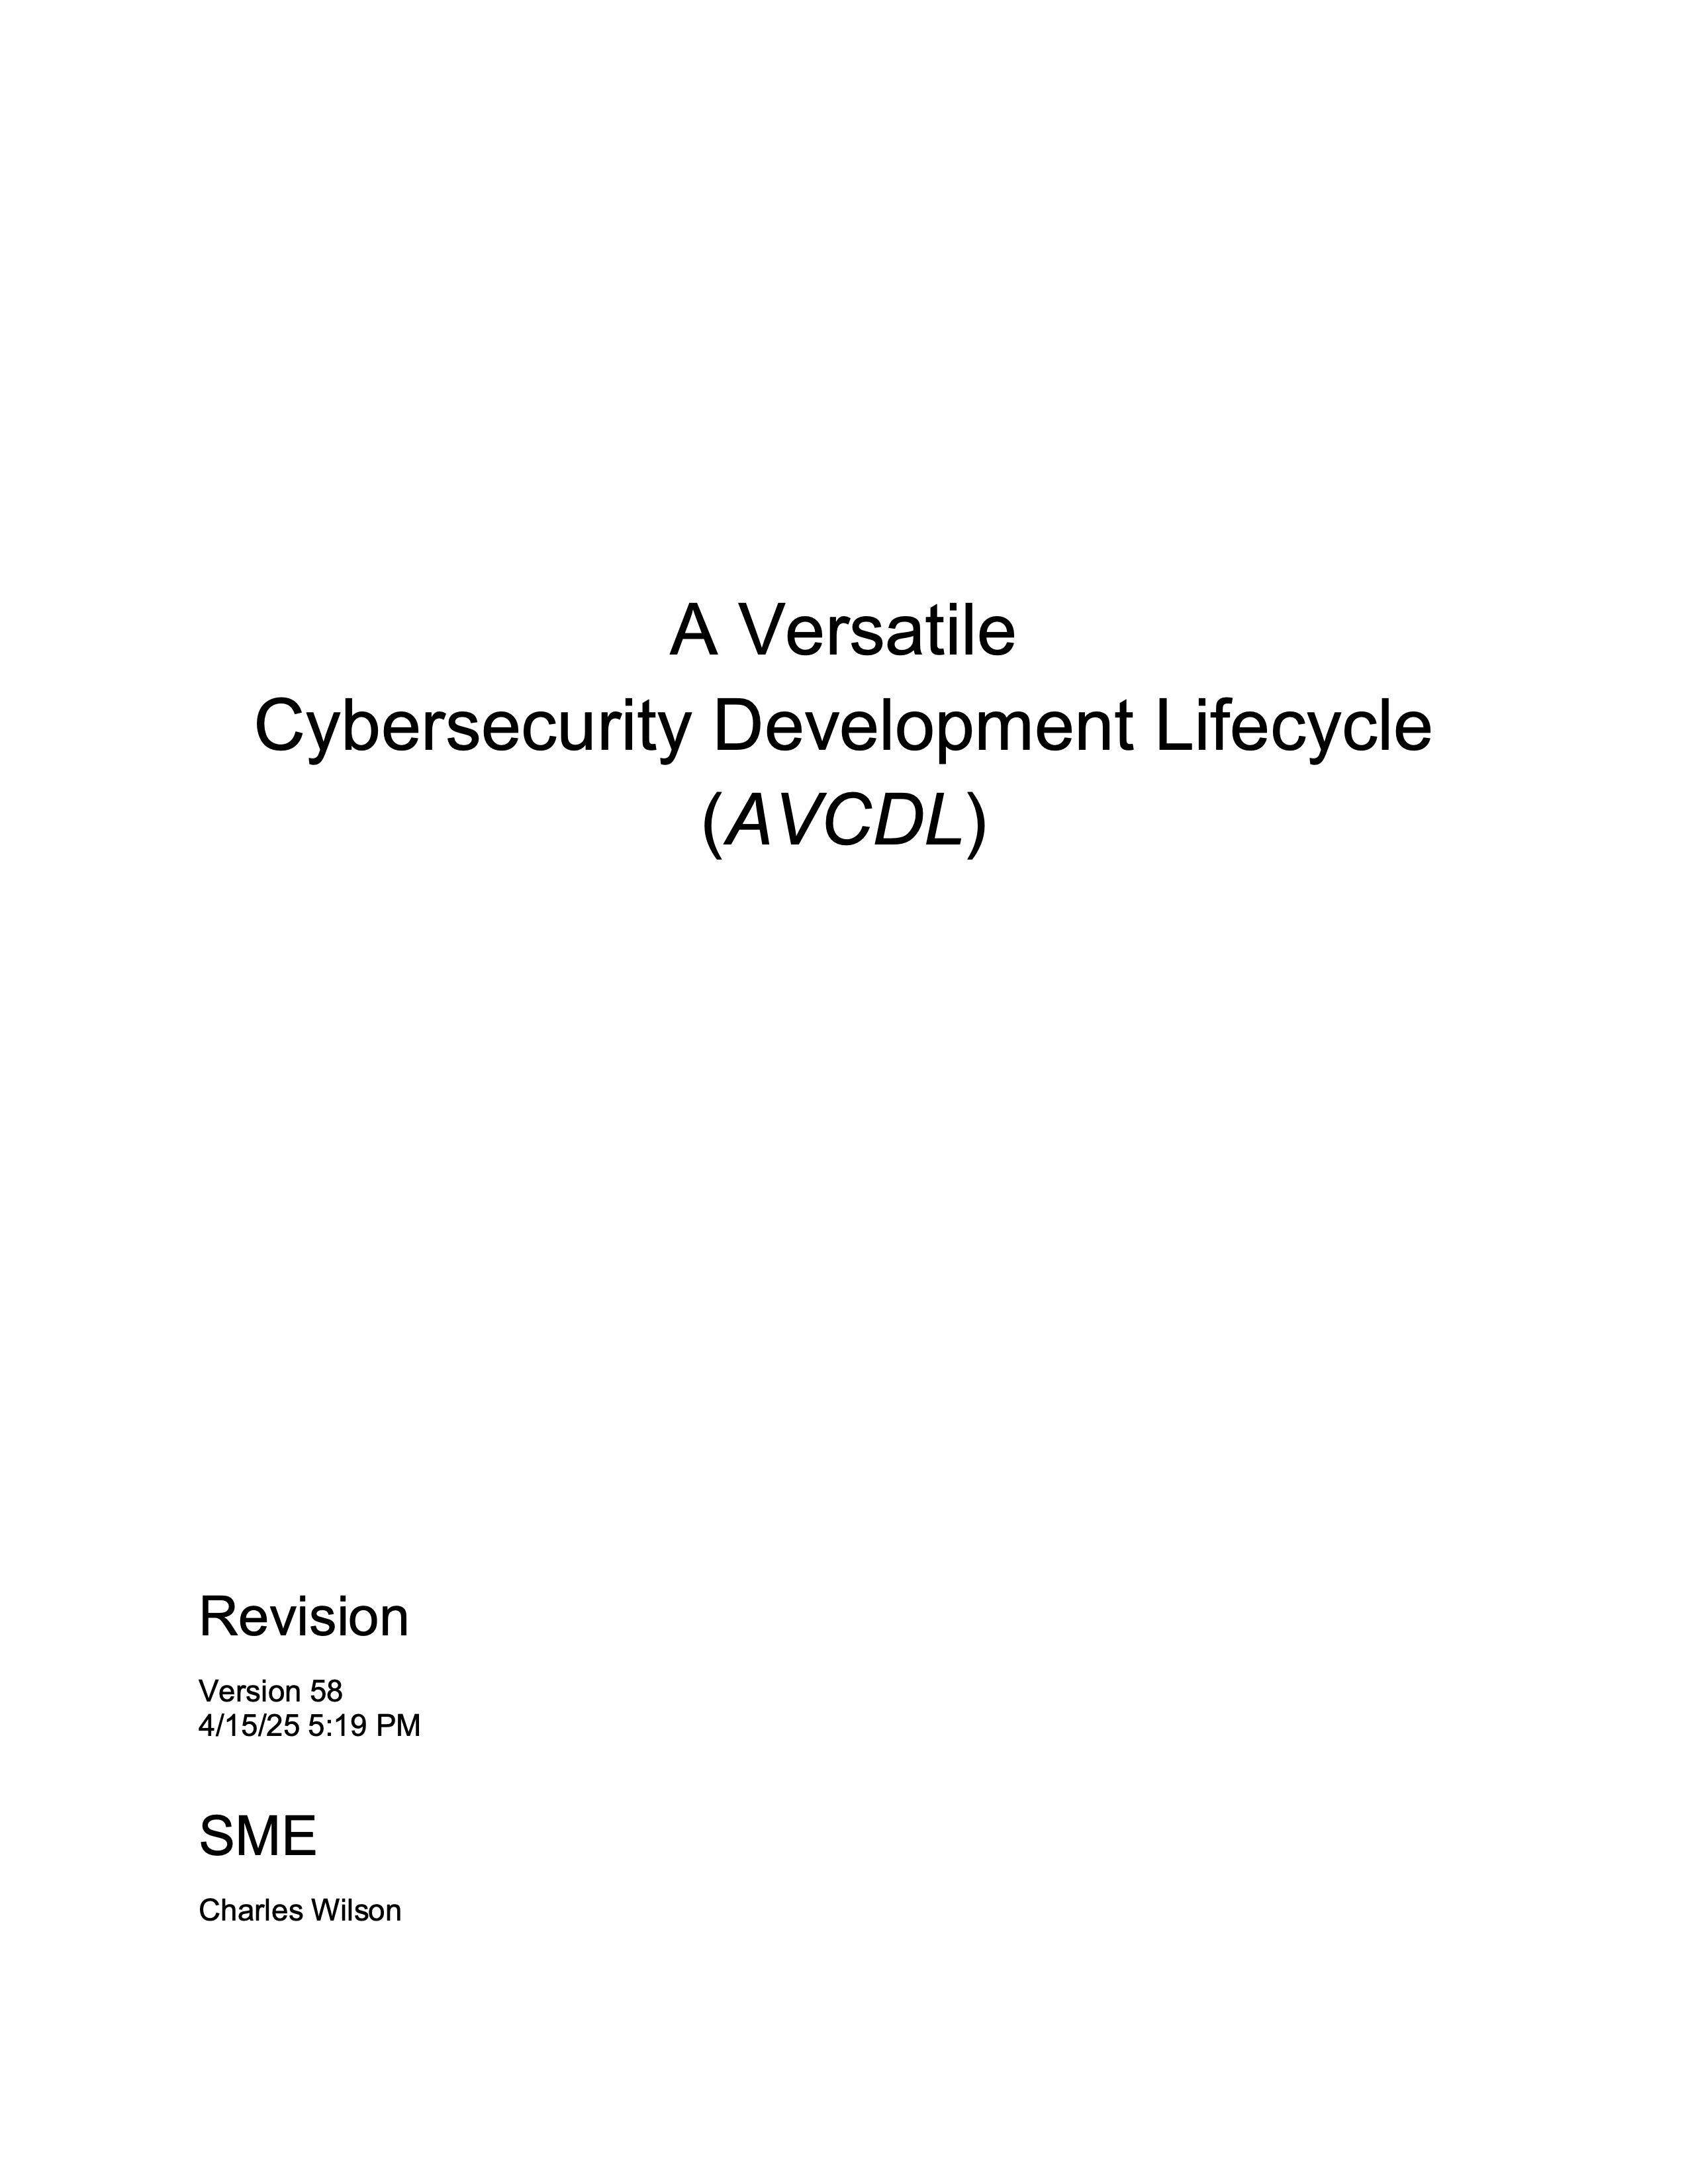 A Versatile
Cybersecurity Development Lifecycle
(AVCDL)
Revision
Version 58
4/15/25 5:19 PM
SME
Charles Wilson